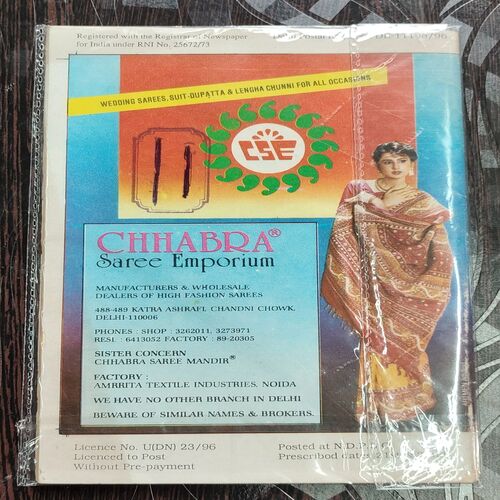 Registered with the Registrar of Newspaper
for India under RNI No. 25672/73
WEDDING SAREES, SUIT-DUPATTA & LENGHA CHUNNI FOR ALL OCCASIONS
CSE
CHHABRA®
Saree Emporium
MANUFACTURERS & WHOLESALE
DEALERS OF HIGH FASHION SAREES
488-489 KATRA ASHRAFI, CHANDNI CHOWK,
DELHI-110006
PHONES : SHOP : 3262011, 3273971
RESI. : 6413052 FACTORY : 89-20305
SISTER CONCERN
CHHABRA SAREE MANDIR®
FACTORY :
AMRRITA TEXTILE INDUSTRIES, NOIDA
WE HAVE NO OTHER BRANCH IN DELHI
BEWARE OF SIMILAR NAMES & BROKERS.
Licence No. U(DN) 23/96
Licenced to Post
Without Pre-payment
Posted at N.D.P.S.O.
Prescribed dates